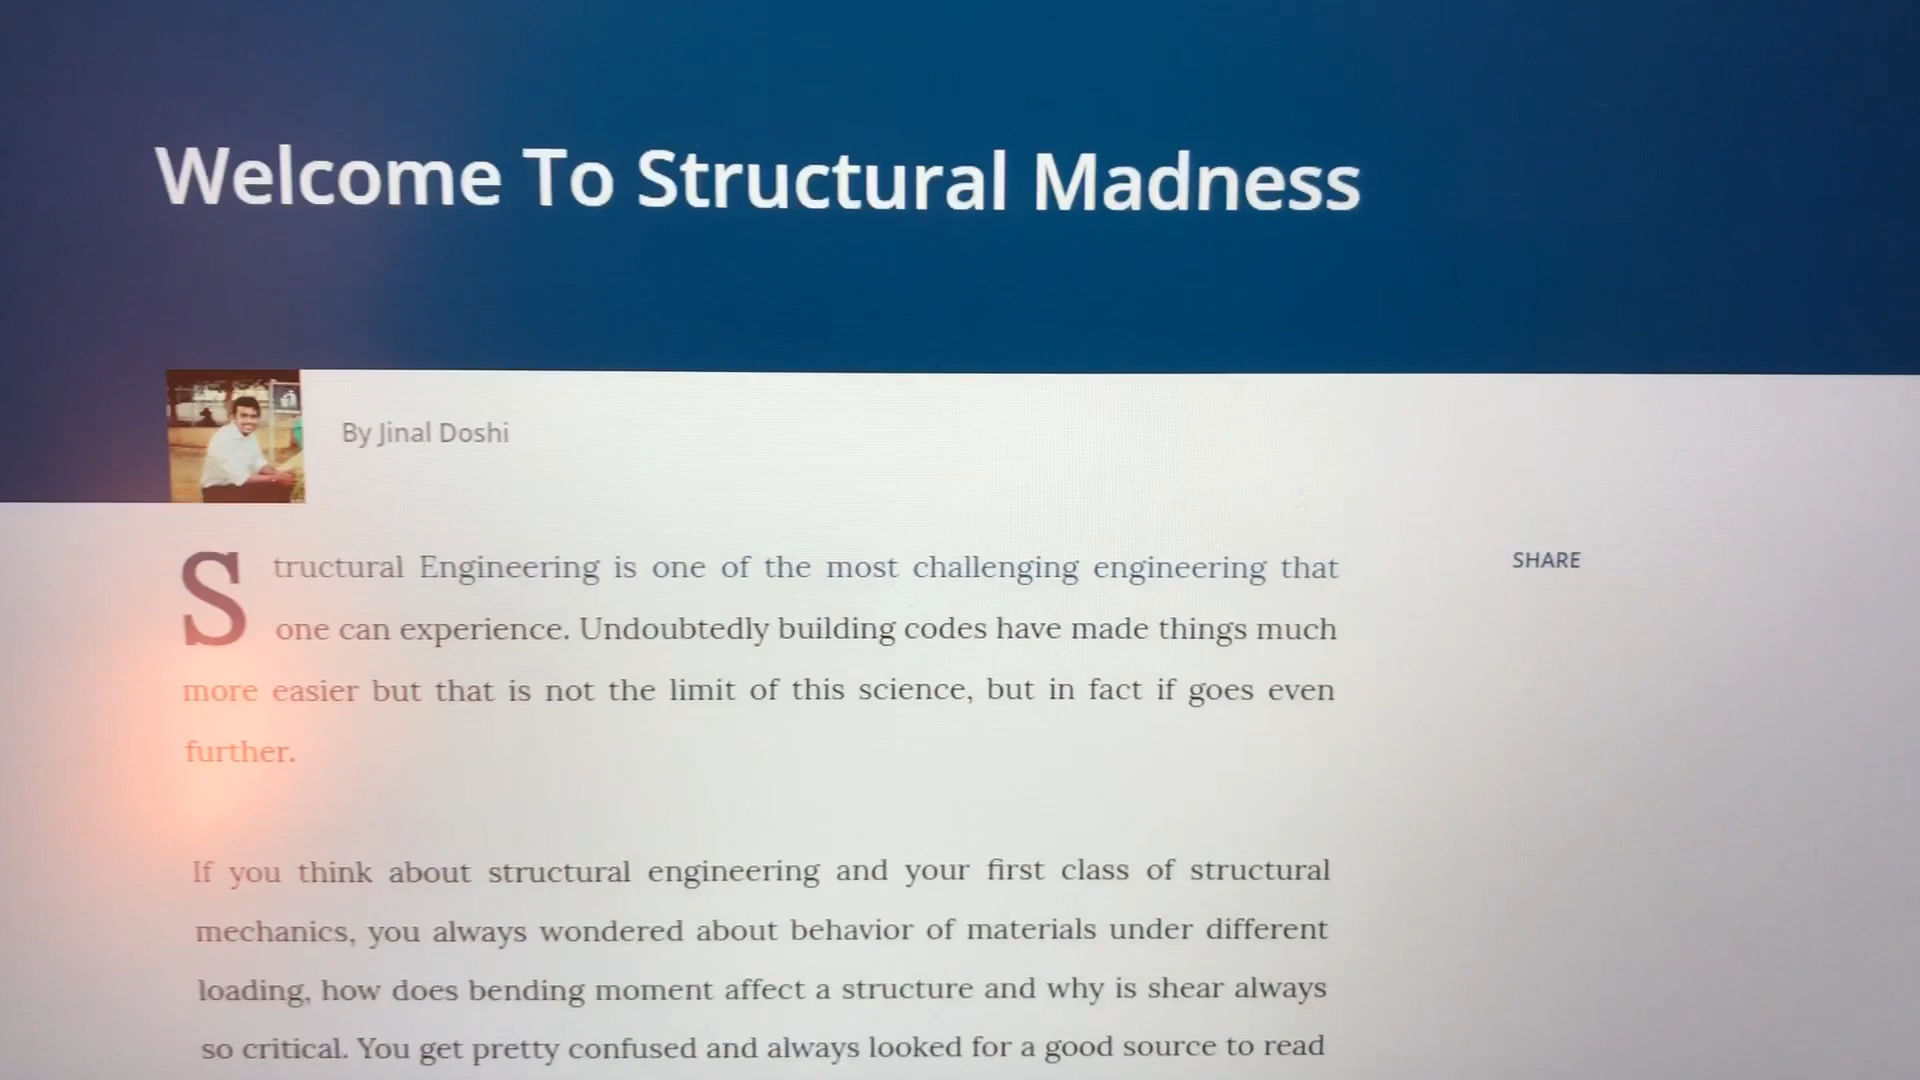 Welcome To Structural Madness
By Jinal Doshi
Structural Engineering is one of the most challenging engineering that
one can experience. Undoubtedly building codes have made things much
more easier but that is not the limit of this science, but in fact if goes even
further.
SHARE
If you think about structural engineering and your first class of structural
mechanics, you always wondered about behavior of materials under different
loading, how does bending moment affect a structure and why is shear always
so critical. You get pretty confused and always looked for a good source to read